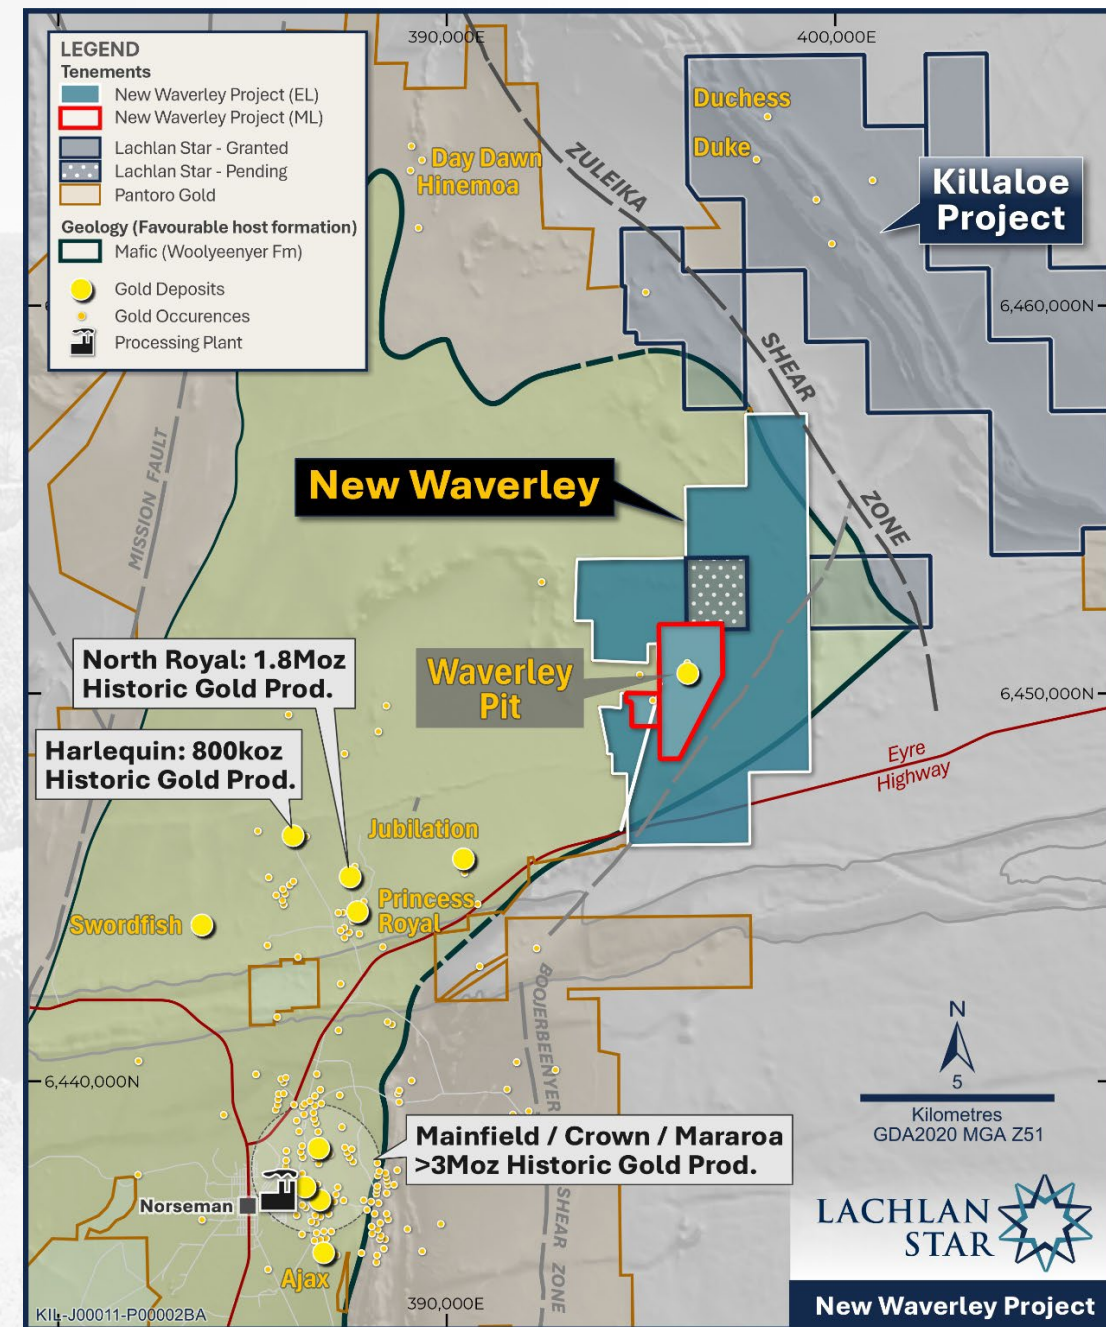 390,000E
400,000E
LEGEND
Tenements
New Waverley Project (EL)
New Waverley Project (ML)
Lachlan Star - Granted
Lachlan Star - Pending
Pantoro Gold
Geology (Favourable host formation)
Mafic (Woolyeenyer Fm)
Gold Deposits
Gold Occurences
Processing Plant
Duchess
Duke
Day Dawn
Hinemoa
ZULEIKA
SHEAR
ZONE
Killaloe
Project
6,460,000N
MISSION FAULT
New Waverley
Waverley
Pit
North Royal: 1.8Moz
Historic Gold Prod.
6,450,000N
Harlequin: 800koz
Historic Gold Prod.
Eyre
Highway
Jubilation
Princess
Royal
Swordfish
BOOJERBEENYER
SHEAR ZONE
6,440,000N
N
5
Kilometres
GDA2020 MGA Z51
Mainfield / Crown / Mararoa
>3Moz Historic Gold Prod.
Norseman
Ajax
LACHLAN
STAR
390,000E
KIL-J00011-P00002BA
New Waverley Project